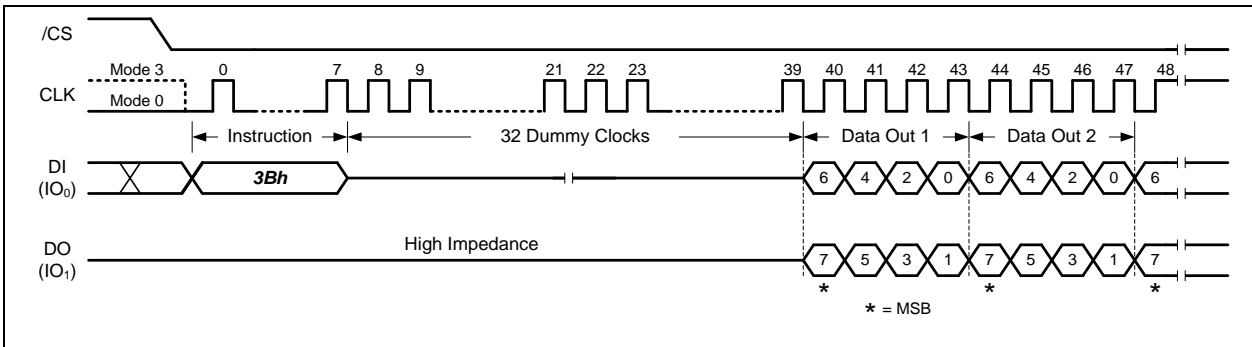 /CS
Mode 3 0 7 8 9 21 22 23 39 40 41 42 43 44 45 46 47 48
CLK
Mode 0
Instruction 32 Dummy Clocks Data Out 1 Data Out 2
DI
(IO₀)
3Bh 6 4 2 0 6 4 2 0 6
High Impedance
DO
(IO₁)
7 5 3 1 7 5 3 1 7
* * *
* = MSB